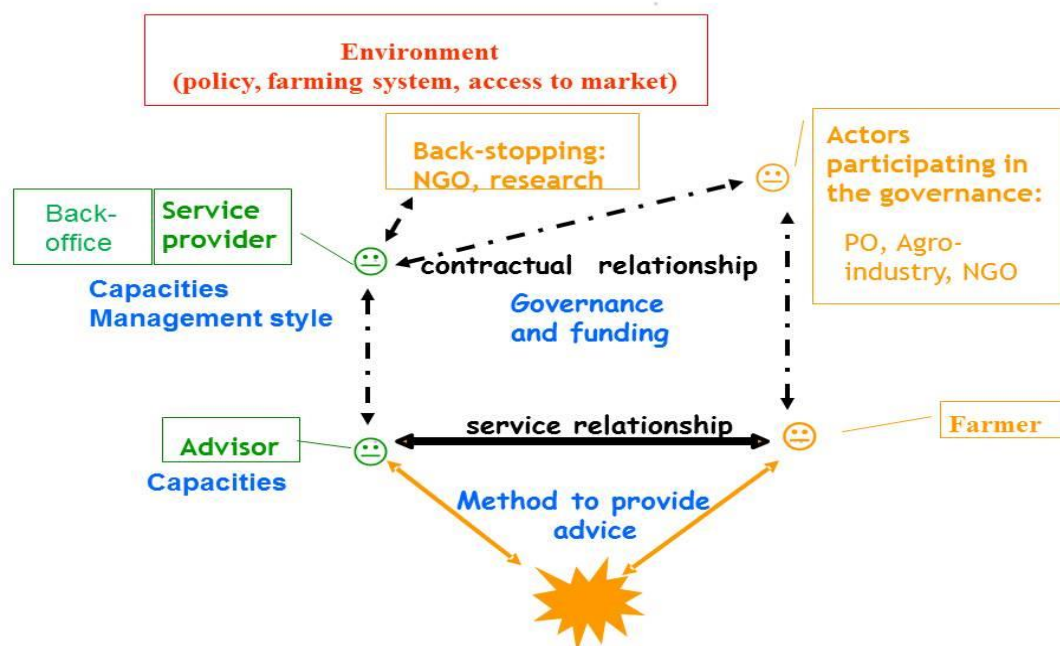 Environment
(policy, farming system, access to market)
Back-stopping:
NGO, research
Actors
participating in
the governance:
PO, Agro-
industry, NGO
Back-
office
Service
provider
contractual relationship
Capacities
Management style
Governance
and funding
service relationship
Advisor
Farmer
Capacities
Method to provide
advice